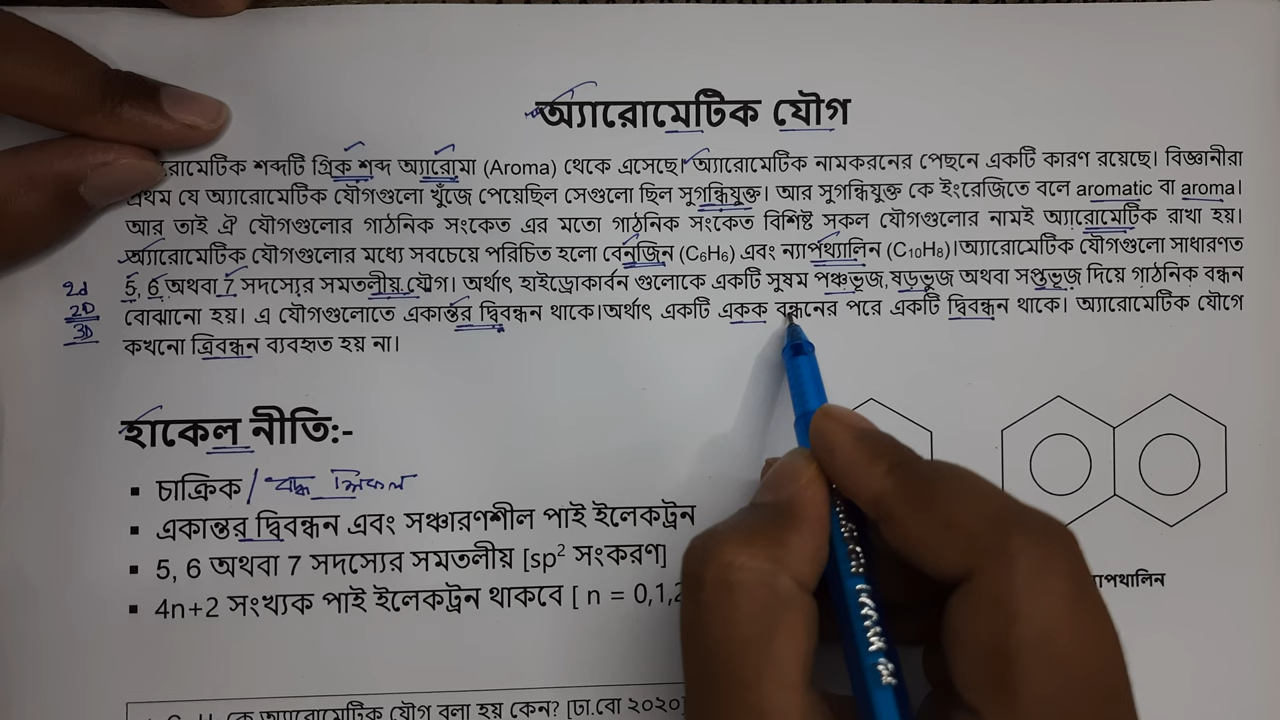 অ্যারোমেটিক যৌগ
রোমেটিক শব্দটি গ্রিক শব্দ অ্যারোমা (Aroma) থেকে এসেছে। অ্যারোমেটিক নামকরনের পেছনে একটি কারণ রয়েছে। বিজ্ঞানীরা
প্রথম যে অ্যারোমেটিক যৌগগুলো খুঁজে পেয়েছিল সেগুলো ছিল সুগন্ধিযুক্ত। আর সুগন্ধিযুক্ত কে ইংরেজিতে বলে aromatic বা aroma।
আর তাই ঐ যৌগগুলোর গাঠনিক সংকেত এর মতো গাঠনিক সংকেত বিশিষ্ট সকল যৌগগুলোর নামই অ্যারোমেটিক রাখা হয়।
অ্যারোমেটিক যৌগগুলোর মধ্যে সবচেয়ে পরিচিত হলো বেনজিন (C₆H₆) এবং ন্যাপথ্যালিন (C₁₀H₈)।অ্যারোমেটিক যৌগগুলো সাধারণত
2d 5, 6 অথবা 7 সদস্যের সমতলীয় যৌগ। অর্থাৎ হাইড্রোকার্বন গুলোকে একটি সুষম পঞ্চভুজ,ষড়ভুজ অথবা সপ্তভুজ দিয়ে গাঠনিক বন্ধন
2D বোঝানো হয়। এ যৌগগুলোতে একান্তর দ্বিবন্ধন থাকে।অর্থাৎ একটি একক বন্ধনের পরে একটি দ্বিবন্ধন থাকে। অ্যারোমেটিক যৌগে
3D কখনো ত্রিবন্ধন ব্যবহৃত হয় না।
হাকেল নীতি:-
▪ চাক্রিক / বদ্ধ শিকল
▪ একান্তর দ্বিবন্ধন এবং সঞ্চারণশীল পাই ইলেকট্রন
▪ 5, 6 অথবা 7 সদস্যের সমতলীয় [sp² সংকরণ]
▪ 4n+2 সংখ্যক পাই ইলেকট্রন থাকবে [ n = 0,1,2
াপথালিন
কে অ্যারোমেটিক যৌগ বলা হয় কেন? [ঢা.বো ২০২০]